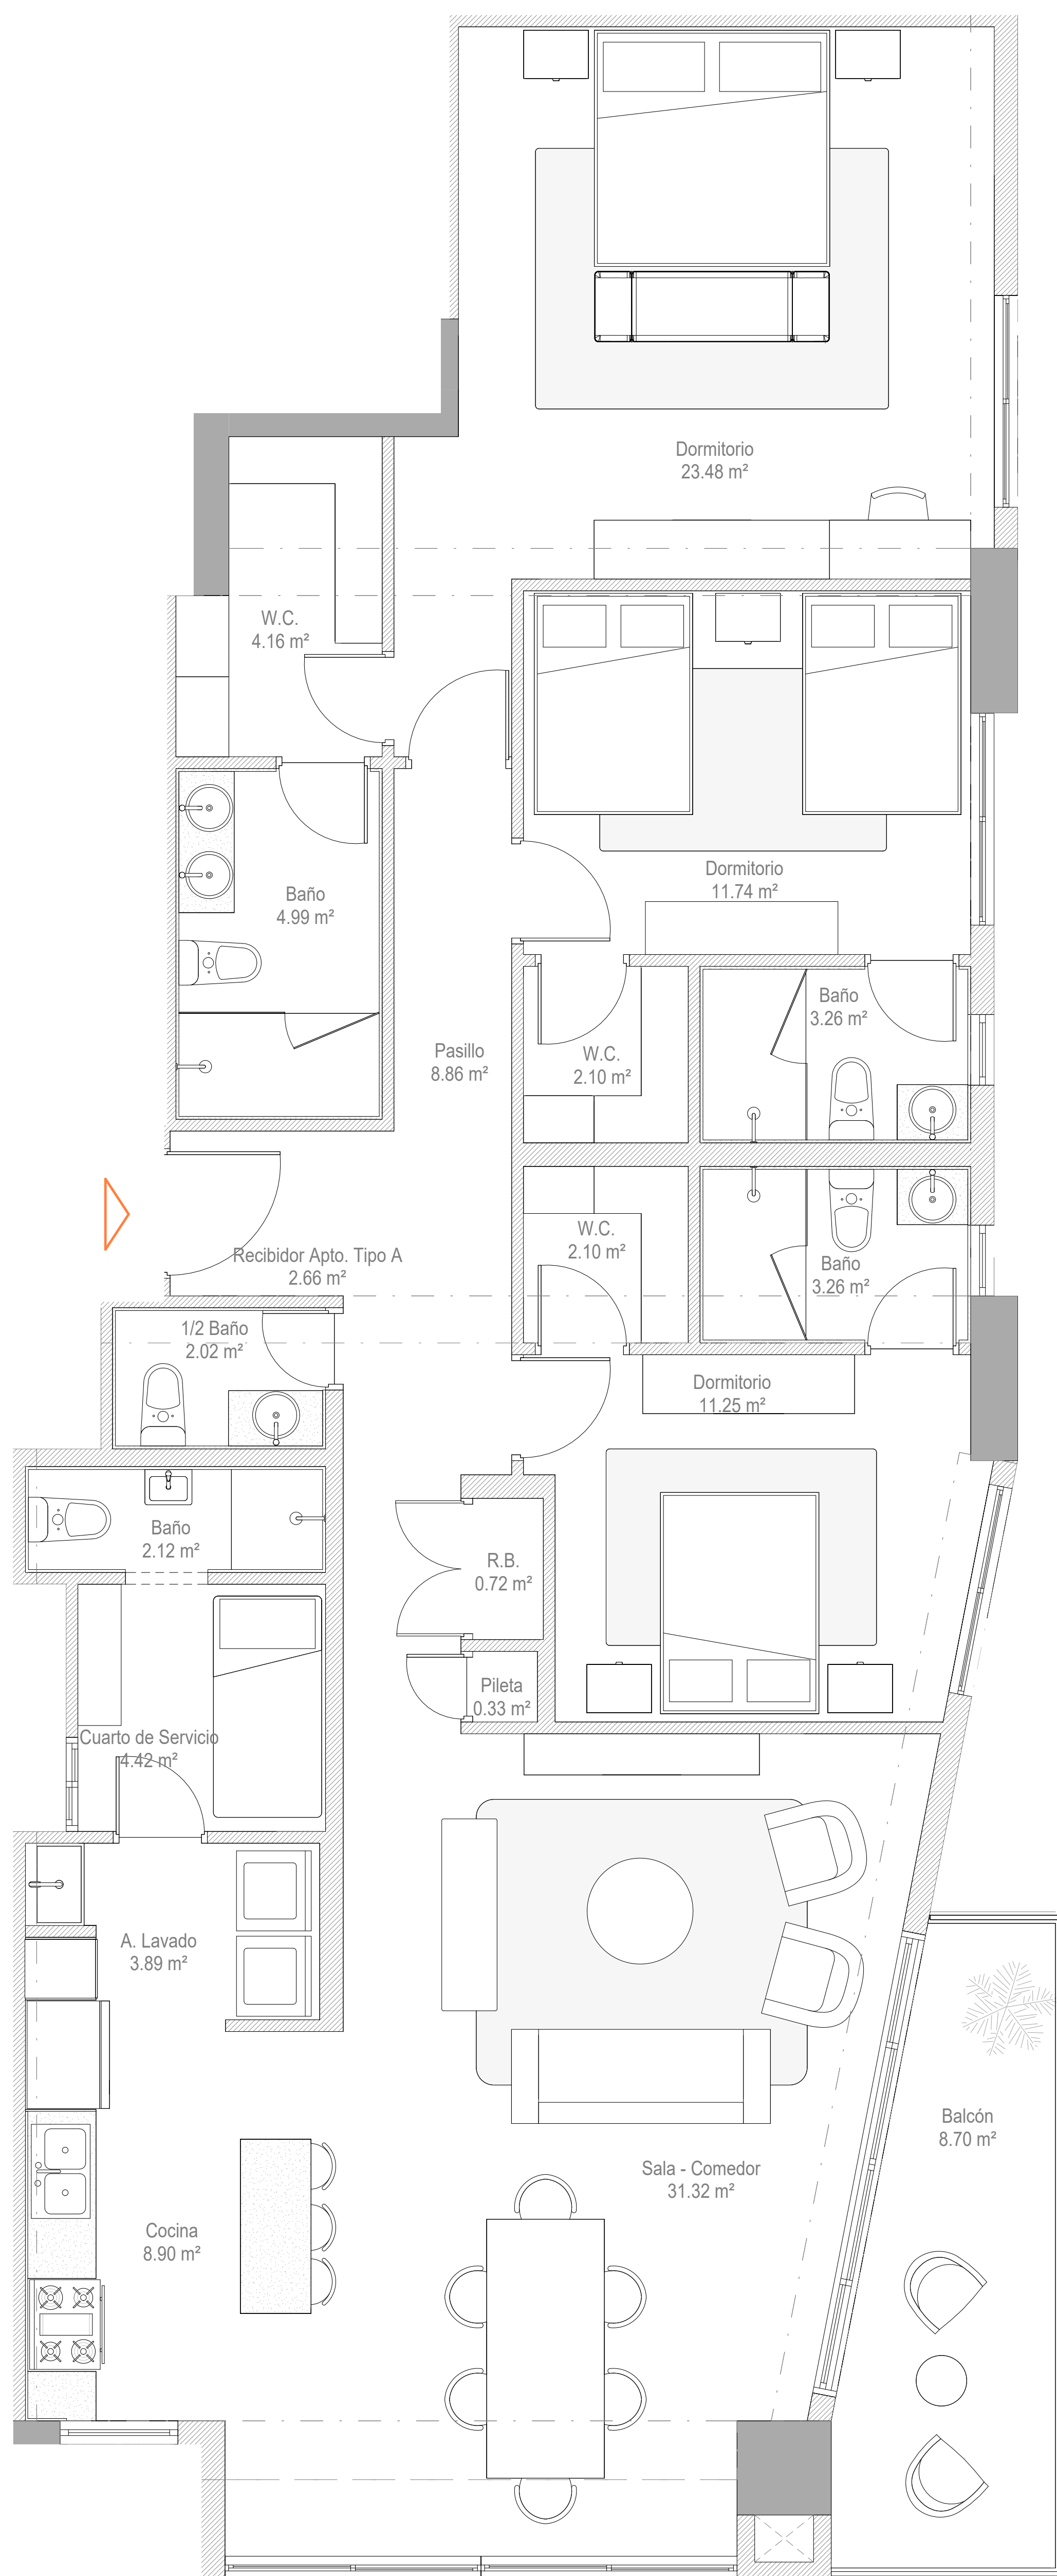 Dormitorio
23.48 m²
W.C.
4.16 m²
Dormitorio
11.74 m²
Baño
4.99 m²
Baño
3.26 m²
Pasillo
8.86 m²
W.C.
2.10 m²
W.C.
2.10 m²
Baño
3.26 m²
Recibidor Apto. Tipo A
2.66 m²
1/2 Baño
2.02 m²
Dormitorio
11.25 m²
Baño
2.12 m²
R.B.
0.72 m²
Pileta
0.33 m²
Cuarto de Servicio
4.42 m²
A. Lavado
3.89 m²
Balcón
8.70 m²
Sala - Comedor
31.32 m²
Cocina
8.90 m²